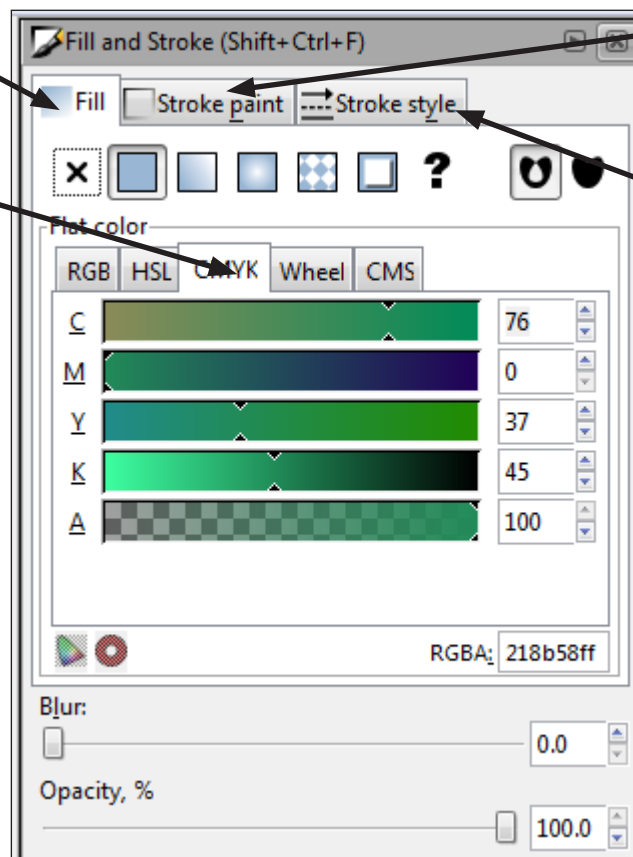 Fill and Stroke (Shift+Ctrl+F)
Fill Stroke paint Stroke style
?
Flat color
RGB HSL CMYK Wheel CMS
C 76
M 0
Y 37
K 45
A 100
RGBA: 218b58ff
Blur:
0.0
Opacity, %
100.0